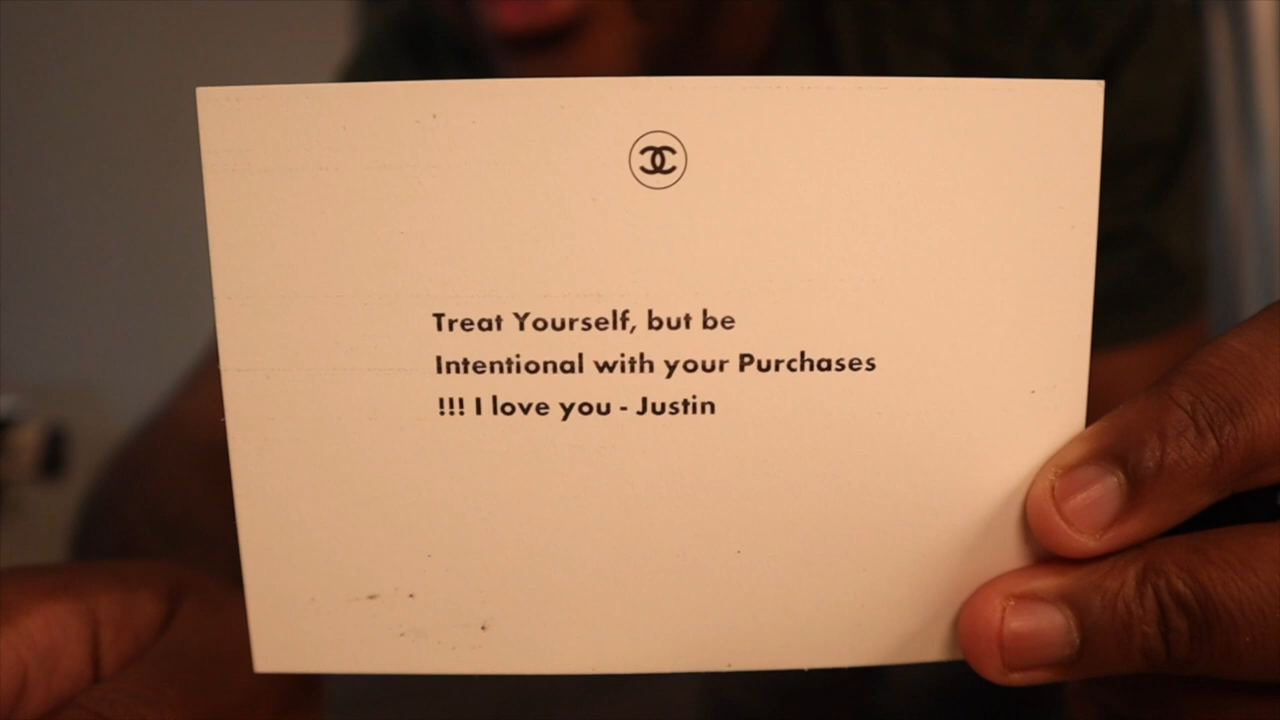 Treat Yourself, but be
Intentional with your Purchases
!!! I love you - Justin